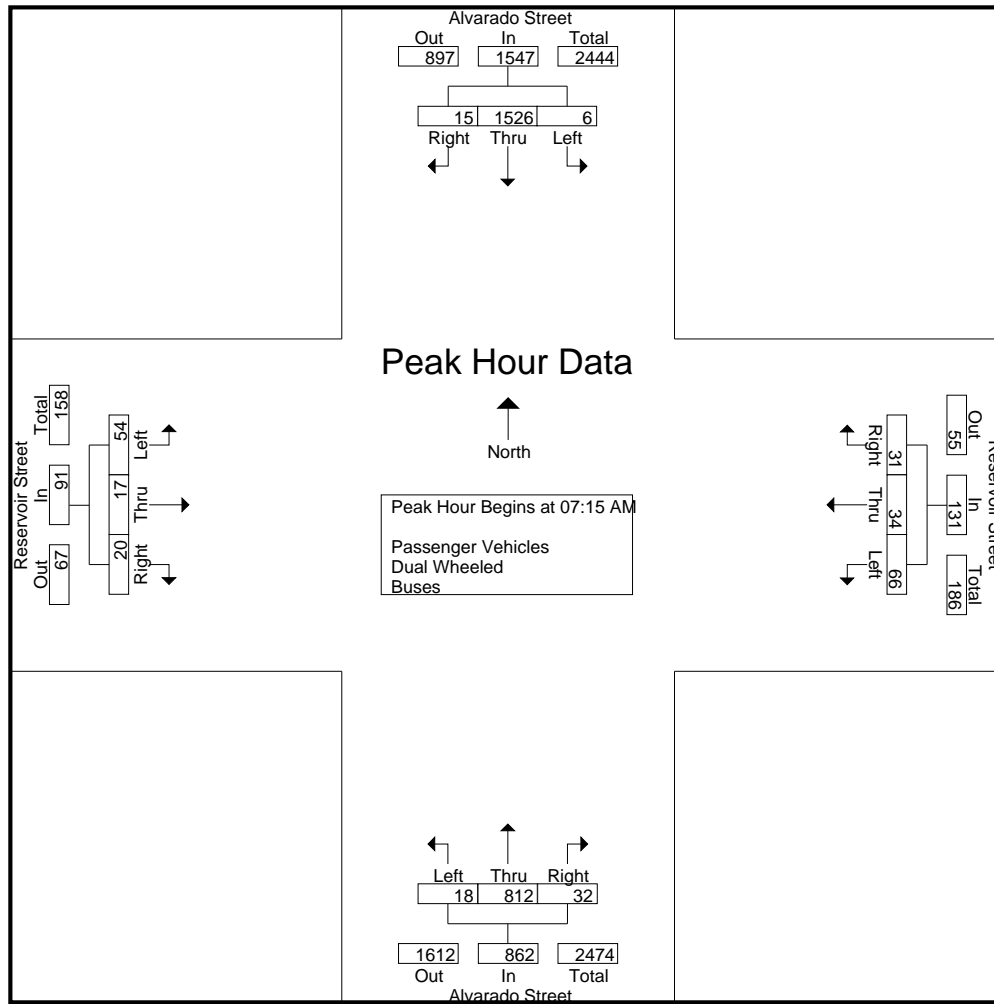 Alvarado Street
Out In Total
897 1547 2444
15 1526 6
Right Thru Left
Peak Hour Data
North
Peak Hour Begins at 07:15 AM
Passenger Vehicles
Dual Wheeled
Buses
Reservoir Street
Total In Out
158 91 67
54 17 20
Left Thru Right
Right Thru Left
31 34 66
55 131 186
Out In Total
Reservoir Street
Left Thru Right
18 812 32
1612 862 2474
Out In Total
Alvarado Street